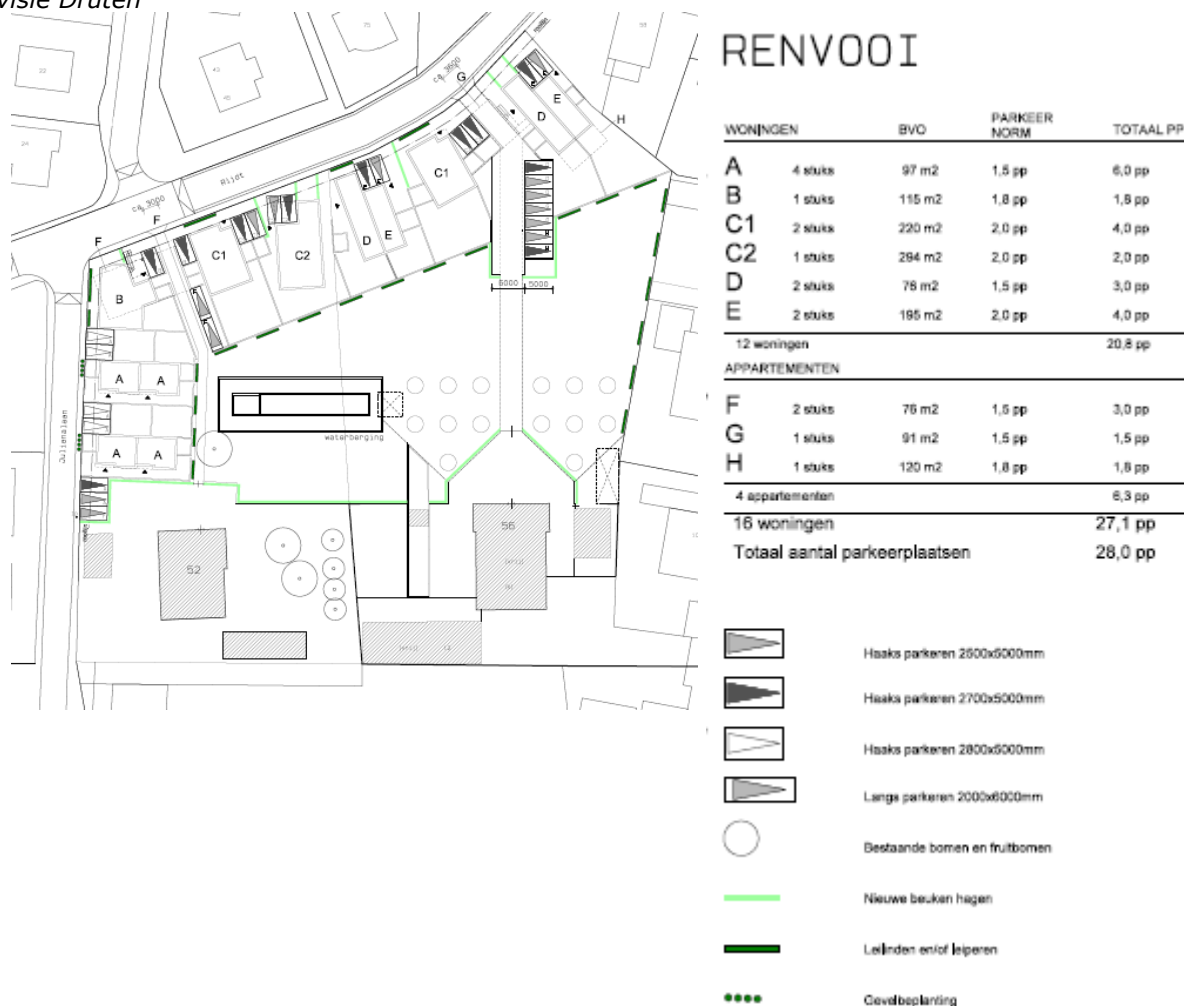 visie Druten
RENVOOI
WONINGEN BVO PARKEER NORM TOTAAL PP
A 4 stuks 97 m2 1,5 pp 6,0 pp
B 1 stuks 115 m2 1,8 pp 1,8 pp
C1 2 stuks 220 m2 2,0 pp 4,0 pp
C2 1 stuks 294 m2 2,0 pp 2,0 pp
D 2 stuks 76 m2 1,5 pp 3,0 pp
E 2 stuks 195 m2 2,0 pp 4,0 pp
12 woningen 20,8 pp
APPARTEMENTEN
F 2 stuks 76 m2 1,5 pp 3,0 pp
G 1 stuks 91 m2 1,5 pp 1,5 pp
H 1 stuks 120 m2 1,8 pp 1,8 pp
4 appartementen 6,3 pp
16 woningen 27,1 pp
Totaal aantal parkeerplaatsen 28,0 pp
Haaks parkeren 2500x5000mm
Haaks parkeren 2700x5000mm
Haaks parkeren 2800x5000mm
Langs parkeren 2000x6000mm
Bestaande bomen en fruitbomen
Nieuwe beuken hagen
Leilinden en/of leiperen
Gevelbeplanting
ca. 3600
G
E
D
H
C1
Rijdt
ca. 3000
F
F
C1
C2
D
E
B
6000
5000
A
A
A
A
Julianalaan
waterberging
52
56